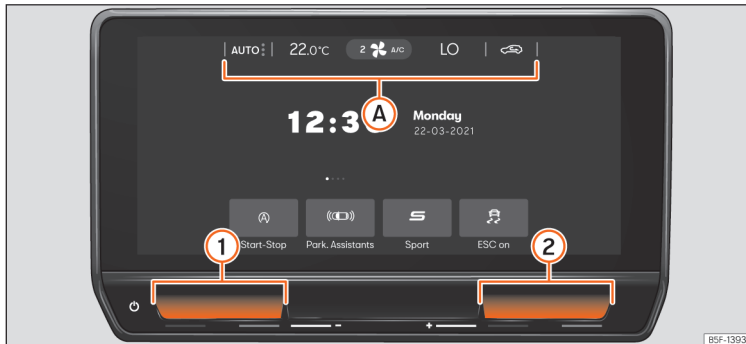 AUTO 22.0°C 2 A/C LO
A
12:3
Monday
22-03-2021
1 2
Start-Stop Park. Assistants Sport ESC on
- +
B5F-1393